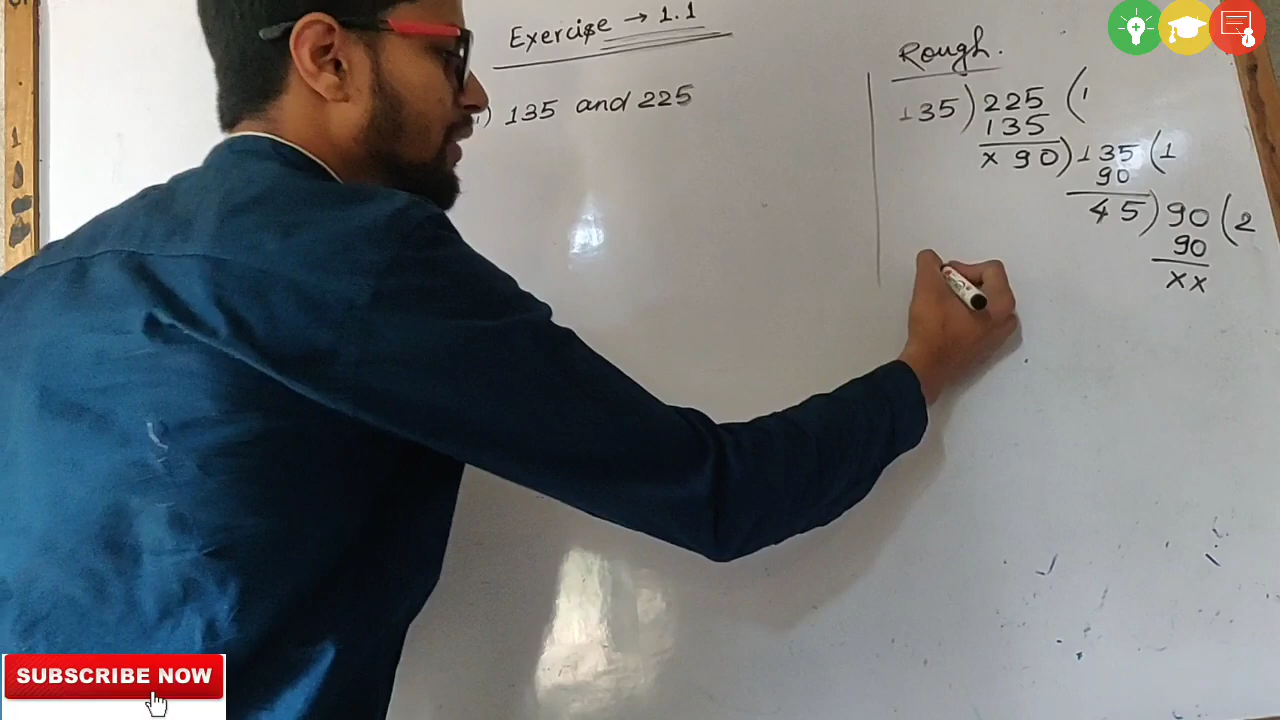 Exercise → 1.1
i) 135 and 225
Rough.
135) 225 (1
135
x 90) 135 (1
90
45) 90 (2
90
xx
SUBSCRIBE NOW